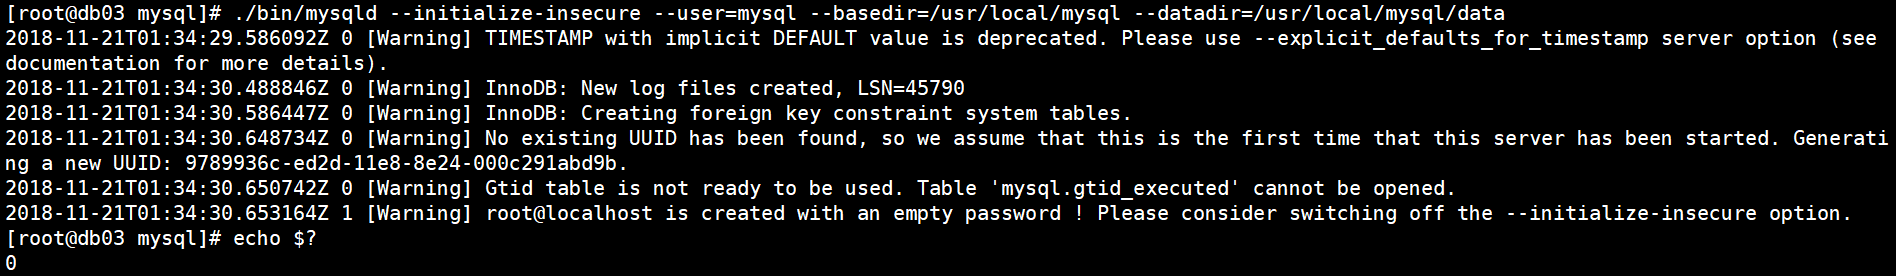 [root@db03 mysql]# ./bin/mysqld --initialize-insecure --user=mysql --basedir=/usr/local/mysql --datadir=/usr/local/mysql/data
2018-11-21T01:34:29.586092Z 0 [Warning] TIMESTAMP with implicit DEFAULT value is deprecated. Please use --explicit_defaults_for_timestamp server option (see
documentation for more details).
2018-11-21T01:34:30.488846Z 0 [Warning] InnoDB: New log files created, LSN=45790
2018-11-21T01:34:30.586447Z 0 [Warning] InnoDB: Creating foreign key constraint system tables.
2018-11-21T01:34:30.648734Z 0 [Warning] No existing UUID has been found, so we assume that this is the first time that this server has been started. Generati
ng a new UUID: 9789936c-ed2d-11e8-8e24-000c291abd9b.
2018-11-21T01:34:30.650742Z 0 [Warning] Gtid table is not ready to be used. Table 'mysql.gtid_executed' cannot be opened.
2018-11-21T01:34:30.653164Z 1 [Warning] root@localhost is created with an empty password ! Please consider switching off the --initialize-insecure option.
[root@db03 mysql]# echo $?
0